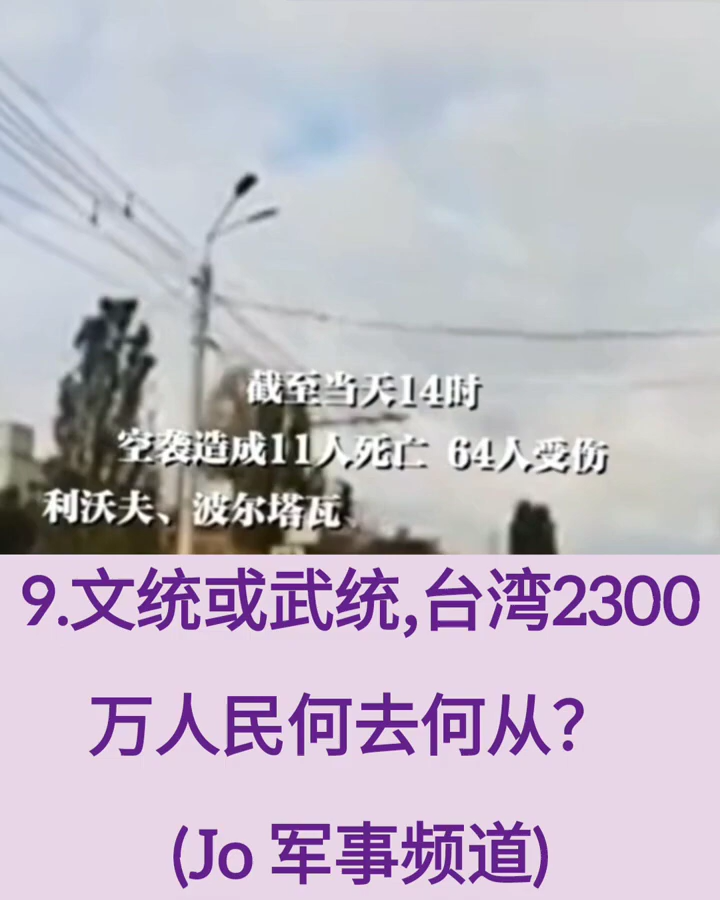 截至当天14时
空袭造成11人死亡 64人受伤
利沃夫、波尔塔瓦、
9.文统或武统,台湾2300
万人民何去何从?
(Jo 军事频道)